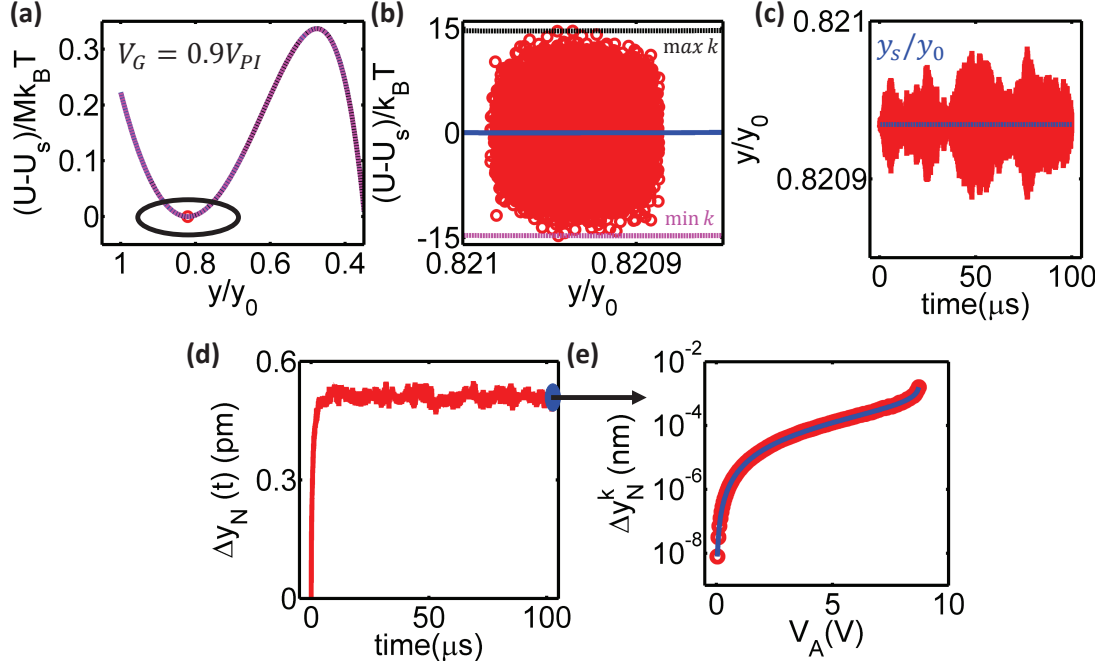 (a)
(U-U_s)/Mk_BT
0.3
0.2
0.1
0
V_G = 0.9V_PI
1 0.8 0.6 0.4
y/y_0
(b)
(U-U_s)/k_BT
15
0
-15
max k
min k
0.821 0.8209
y/y_0
(c)
y/y_0
0.821
0.8209
y_s/y_0
0 50 100
time(μs)
(d)
Δy_N (t) (pm)
0.6
0.3
0
0 50 100
time(μs)
(e)
Δy_N^k (nm)
10^-2
10^-4
10^-6
10^-8
0 5 10
V_A(V)